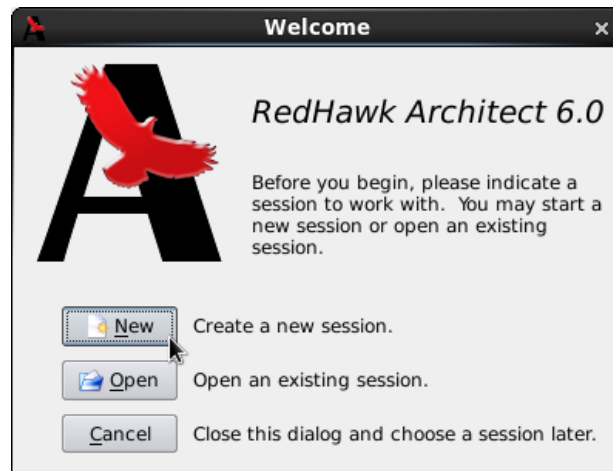 Welcome
RedHawk Architect 6.0
Before you begin, please indicate a
session to work with. You may start a
new session or open an existing
session.
New
Create a new session.
Open
Open an existing session.
Cancel
Close this dialog and choose a session later.